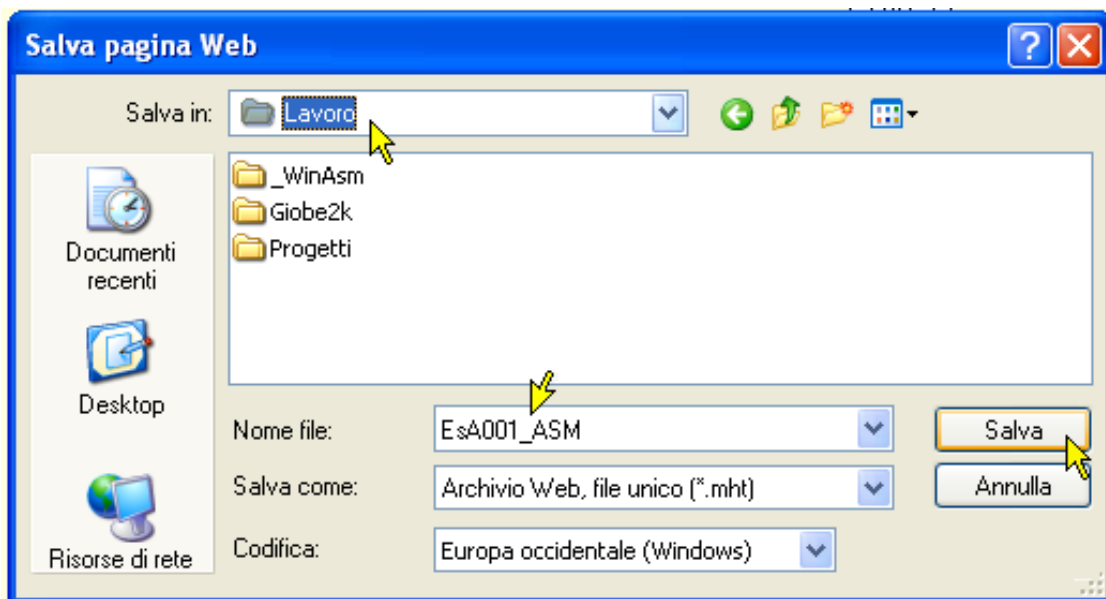 Salva pagina Web
Salva in: Lavoro
_WinAsm
Giobe2k
Progetti
Documenti
recenti
Desktop
Risorse di rete
Nome file: EsA001_ASM Salva
Salva come: Archivio Web, file unico (*.mht) Annulla
Codifica: Europa occidentale (Windows)